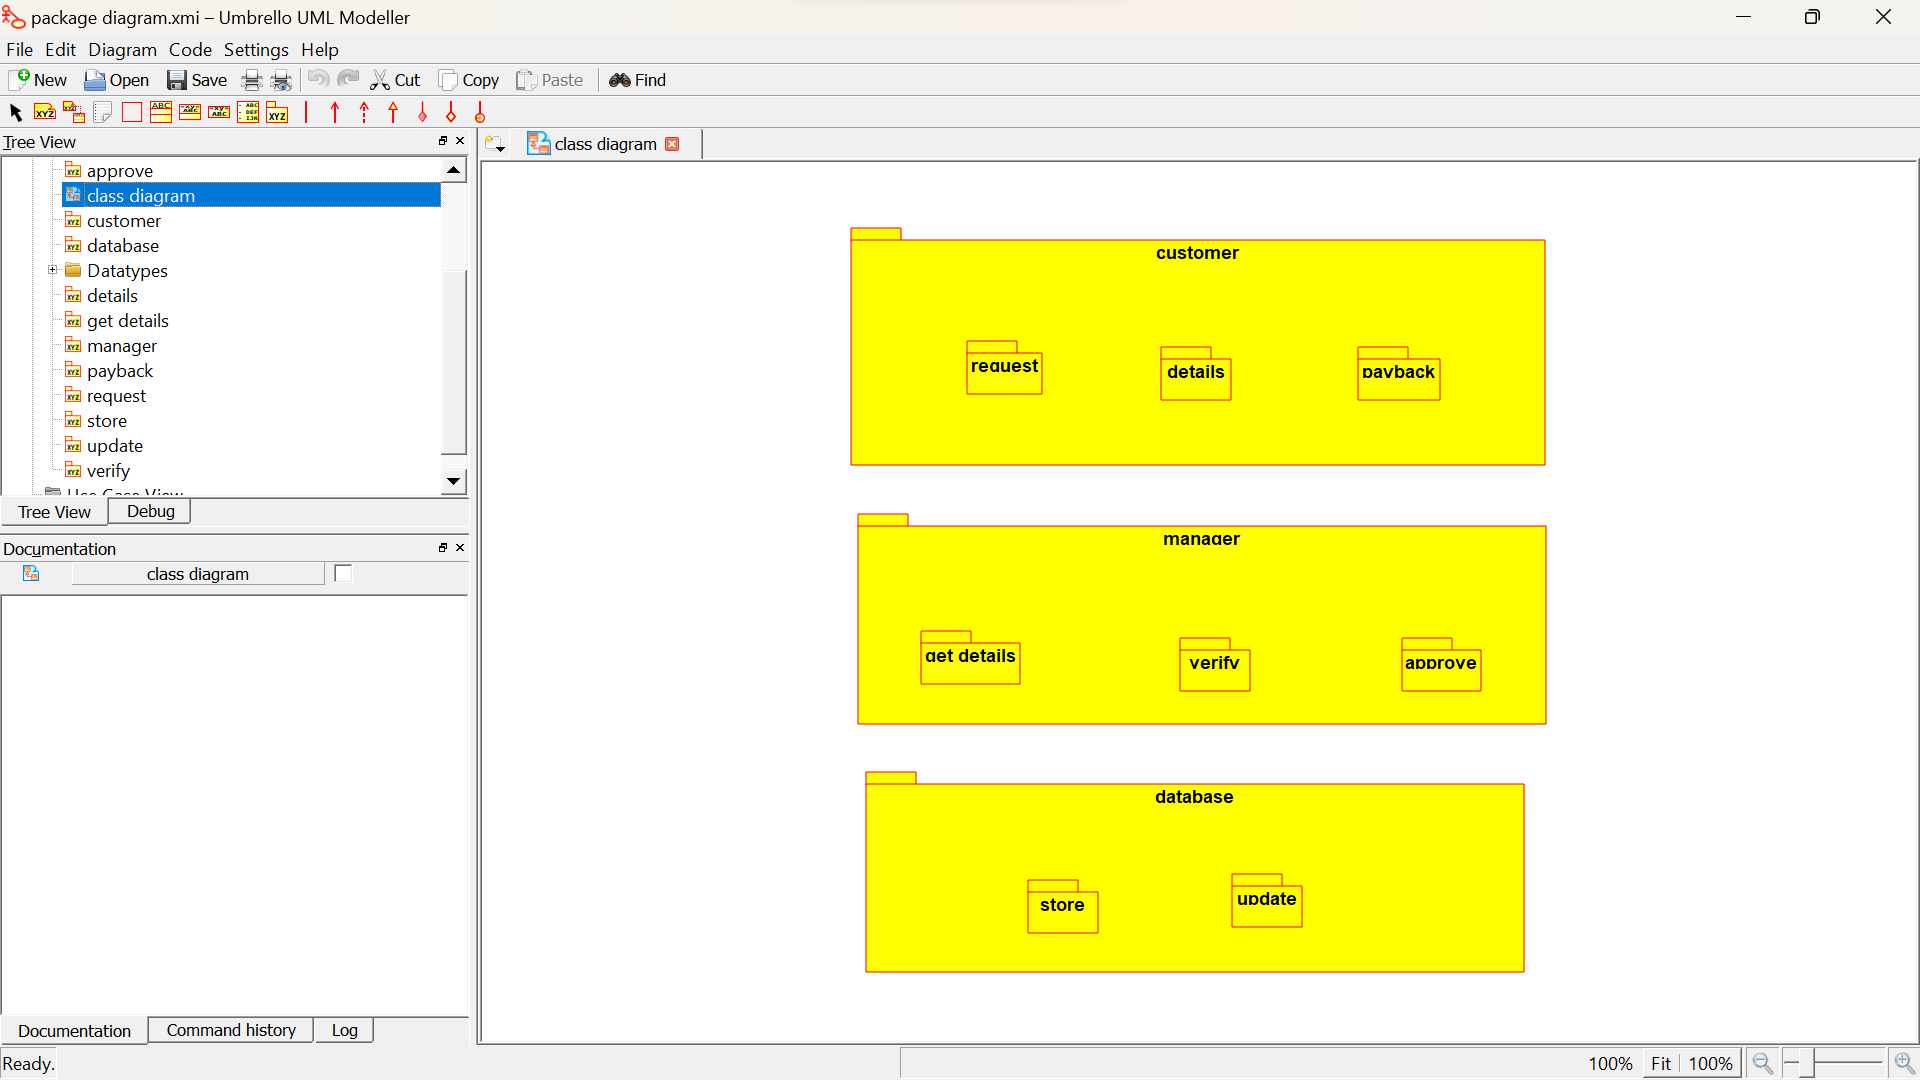 package diagram.xmi – Umbrello UML Modeller
File Edit Diagram Code Settings Help
New Open Save Cut Copy Paste Find
Tree View
class diagram
approve
class diagram
customer
database
Datatypes
details
get details
manager
payback
request
store
update
verify
Use Case View
Tree View Debug
Documentation
class diagram
customer
request details payback
manager
get details verify approve
database
store update
Documentation Command history Log
Ready.
100% Fit 100%